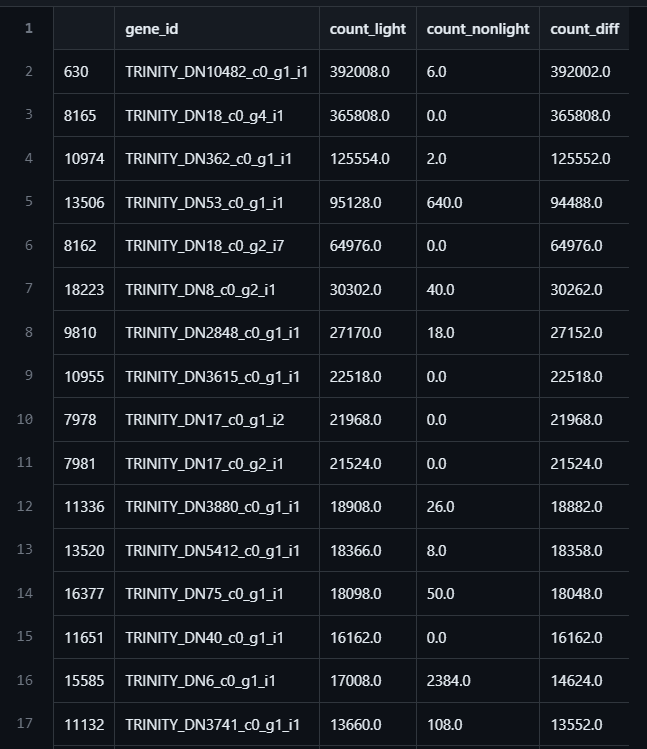 1 gene_id count_light count_nonlight count_diff
2 630 TRINITY_DN10482_c0_g1_i1 392008.0 6.0 392002.0
3 8165 TRINITY_DN18_c0_g4_i1 365808.0 0.0 365808.0
4 10974 TRINITY_DN362_c0_g1_i1 125554.0 2.0 125552.0
5 13506 TRINITY_DN53_c0_g1_i1 95128.0 640.0 94488.0
6 8162 TRINITY_DN18_c0_g2_i7 64976.0 0.0 64976.0
7 18223 TRINITY_DN8_c0_g2_i1 30302.0 40.0 30262.0
8 9810 TRINITY_DN2848_c0_g1_i1 27170.0 18.0 27152.0
9 10955 TRINITY_DN3615_c0_g1_i1 22518.0 0.0 22518.0
10 7978 TRINITY_DN17_c0_g1_i2 21968.0 0.0 21968.0
11 7981 TRINITY_DN17_c0_g2_i1 21524.0 0.0 21524.0
12 11336 TRINITY_DN3880_c0_g1_i1 18908.0 26.0 18882.0
13 13520 TRINITY_DN5412_c0_g1_i1 18366.0 8.0 18358.0
14 16377 TRINITY_DN75_c0_g1_i1 18098.0 50.0 18048.0
15 11651 TRINITY_DN40_c0_g1_i1 16162.0 0.0 16162.0
16 15585 TRINITY_DN6_c0_g1_i1 17008.0 2384.0 14624.0
17 11132 TRINITY_DN3741_c0_g1_i1 13660.0 108.0 13552.0